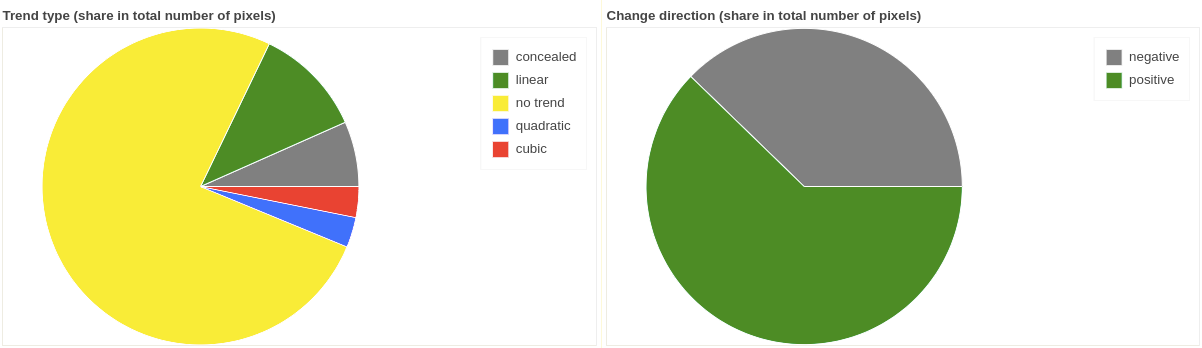 Trend type (share in total number of pixels)
concealed
linear
no trend
quadratic
cubic
Change direction (share in total number of pixels)
negative
positive